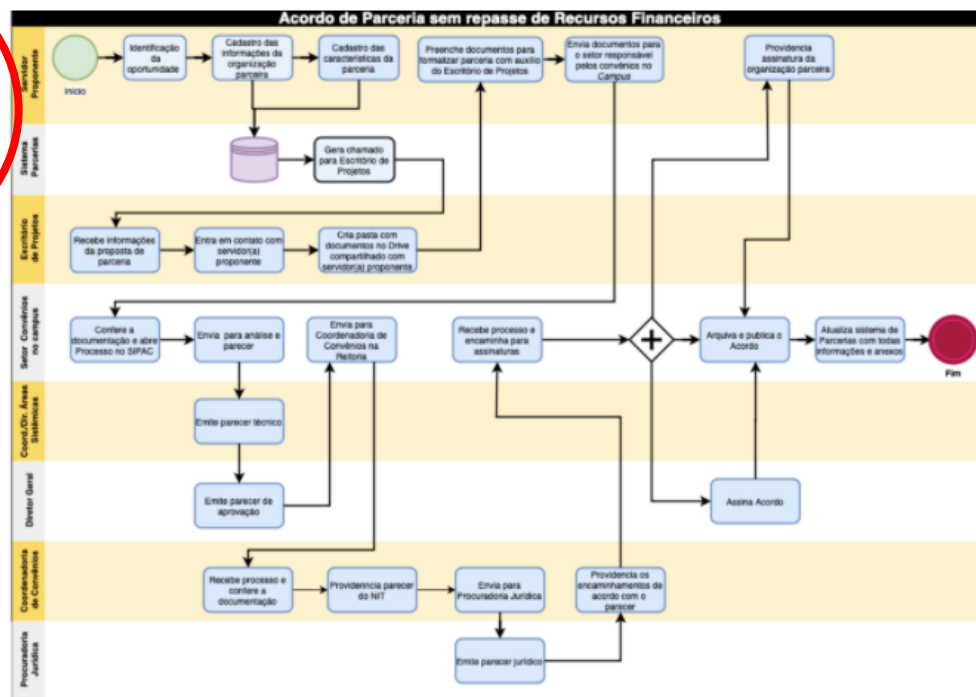 Acordo de Parceria sem repasse de Recursos Financeiros
Servidor
Proponente
Início
Identificação
da
oportunidade
Cadastro das
informações da
organização
parceira
Cadastro das
características da
parceria
Preenche documentos para
formalizar parceria com auxílio
do Escritório de Projetos
Envia documentos para
o setor responsável
pelos convênios no
Campus
Providencia
assinatura da
organização parceira
Sistema
Parcerias
Gera chamado
para Escritório de
Projetos
Escritório
de Projetos
Recebe informações
da proposta de
parceria
Entra em contato com
servidor(a)
proponente
Cria pasta com
documentos no Drive
compartilhado com
servidor(a) proponente
Setor Convênios
no campus
Confere a
documentação e abre
Processo no SIPAC
Envia para análise e
parecer
Envia para
Coordenadoria de
Convênios na
Reitoria
Recebe processo e
encaminha para
assinaturas
Arquiva e publica o
Acordo
Atualiza sistema de
Parcerias com todas
informações e anexos
Fim
Coord./Dir. Áreas
Sistêmicas
Emite parecer técnico
Diretor Geral
Emite parecer de
aprovação
Assina Acordo
Coordenadoria
de Convênios
Recebe processo e
confere a
documentação
Providenncia parecer
do NIT
Envia para
Procuradoria Jurídica
Providencia os
encaminhamentos de
acordo com o
parecer
Procuradoria
Jurídica
Emite parecer jurídico